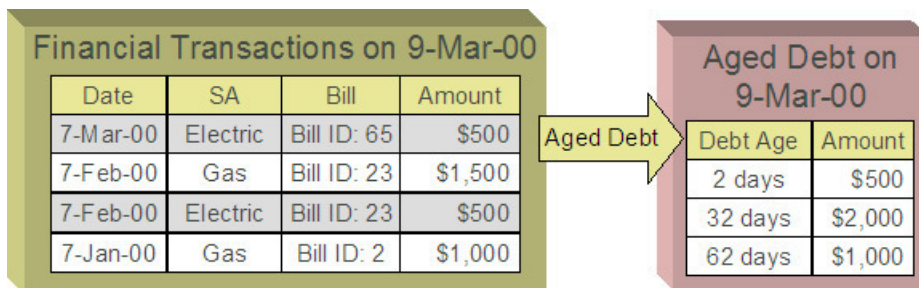 Financial Transactions on 9-Mar-00
Date SA Bill Amount
7-Mar-00 Electric Bill ID: 65 $500
7-Feb-00 Gas Bill ID: 23 $1,500
7-Feb-00 Electric Bill ID: 23 $500
7-Jan-00 Gas Bill ID: 2 $1,000
Aged Debt
Aged Debt on
9-Mar-00
Debt Age Amount
2 days $500
32 days $2,000
62 days $1,000